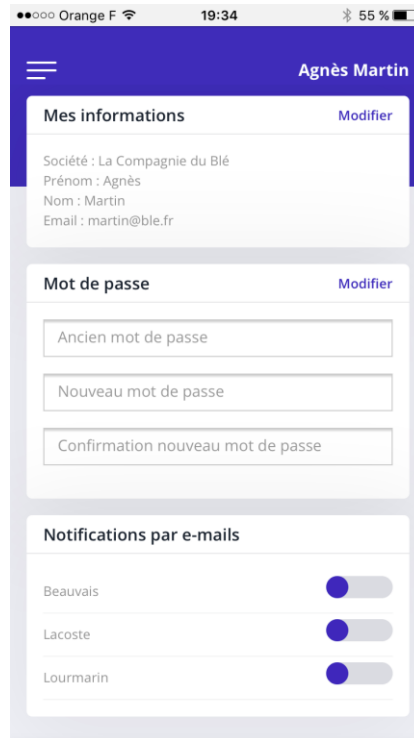 Orange F 19:34 55 %
Agnès Martin
Mes informations Modifier
Société : La Compagnie du Blé
Prénom : Agnès
Nom : Martin
Email : martin@ble.fr
Mot de passe Modifier
Ancien mot de passe
Nouveau mot de passe
Confirmation nouveau mot de passe
Notifications par e-mails
Beauvais
Lacoste
Lourmarin